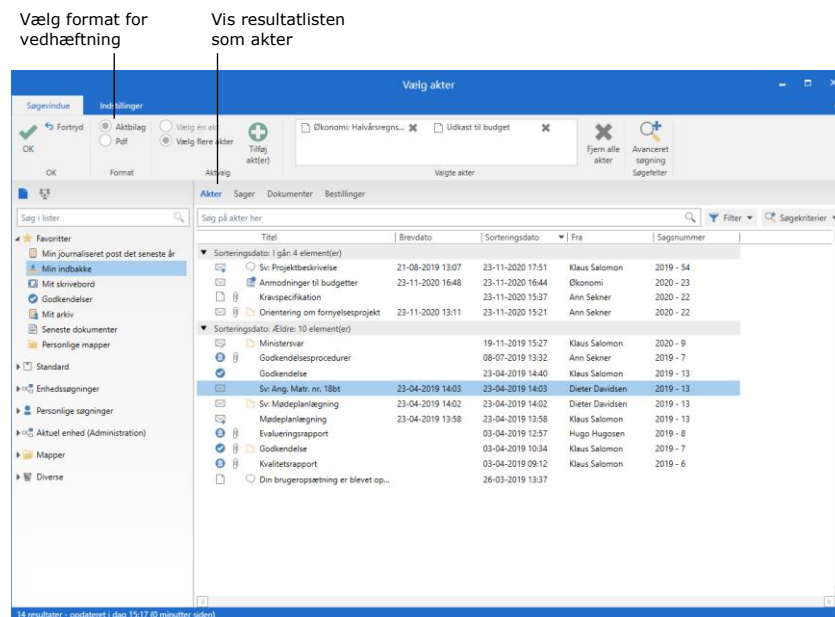 Vælg format for
vedhæftning
Vis resultatlisten
som akter
Vælg akter
Søgevindue Indstillinger
OK
Fortryd
OK
Aktbilag
Pdf
Format
Vælg én akt
Vælg flere akter
Aktvalg
Tilføj
akt(er)
Økonomi: Halvårsregns... Udkast til budget
Valgte akter
Fjern alle
akter
Avanceret
søgning
Søgefelter
Søg i lister
Favoritter
Min journaliseret post det seneste år
Min indbakke
Mit skrivebord
Godkendelser
Mit arkiv
Seneste dokumenter
Personlige mapper
Standard
Enhedssøgninger
Personlige søgninger
Aktuel enhed (Administration)
Mapper
Diverse
Akter Sager Dokumenter Bestillinger
Søg på akter her Filter Søgekriterier
Titel Brevdato Sorteringsdato Fra Sagsnummer
Sorteringsdato: I går: 4 element(er)
Sv: Projektbeskrivelse 21-08-2019 13:07 23-11-2020 17:51 Klaus Salomon 2019 - 54
Anmodninger til budgetter 23-11-2020 16:48 23-11-2020 16:44 Økonomi 2020 - 23
Kravspecifikation 23-11-2020 15:37 Ann Sekner 2020 - 22
Orientering om fornyelsesprojekt 23-11-2020 13:11 23-11-2020 15:21 Ann Sekner 2020 - 22
Sorteringsdato: Ældre: 10 element(er)
Ministersvar 19-11-2019 15:27 Klaus Salomon 2020 - 9
Godkendelsesprocedurer 08-07-2019 13:32 Ann Sekner 2019 - 7
Godkendelse 23-04-2019 14:40 Klaus Salomon 2019 - 13
Sv: Ang. Matr. nr. 18bt 23-04-2019 14:03 23-04-2019 14:03 Dieter Davidsen 2019 - 13
Sv: Mødeplanlægning 23-04-2019 14:02 23-04-2019 14:02 Dieter Davidsen 2019 - 13
Mødeplanlægning 23-04-2019 13:58 23-04-2019 13:58 Klaus Salomon 2019 - 13
Evalueringsrapport 03-04-2019 12:57 Hugo Hugosen 2019 - 8
Godkendelse 03-04-2019 10:34 Klaus Salomon 2019 - 7
Kvalitetsrapport 03-04-2019 09:12 Klaus Salomon 2019 - 6
Din brugeropsætning er blevet op... 26-03-2019 13:37
14 resultater - opdateret i dag 15:17 (0 minutter siden)